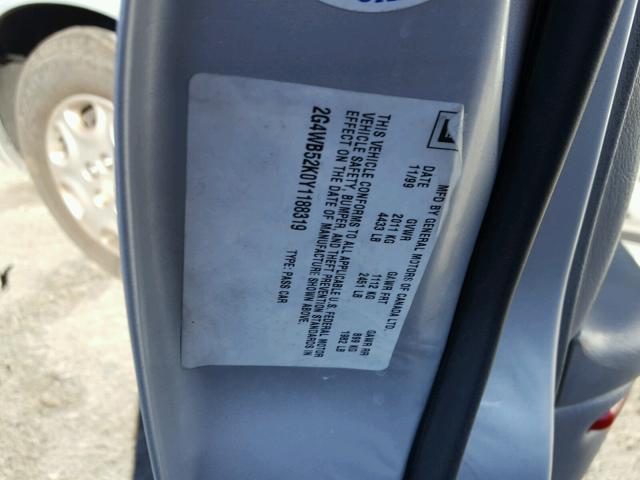 MFD BY GENERAL MOTORS OF CANADA LTD.
DATE GVWR GAWR FRT GAWR RR
11/99 2011 KG 1112 KG 899 KG
4433 LB 2451 LB 1982 LB
THIS VEHICLE CONFORMS TO ALL APPLICABLE U.S. FEDERAL MOTOR
VEHICLE SAFETY, BUMPER, AND THEFT PREVENTION STANDARDS IN
EFFECT ON THE DATE OF MANUFACTURE SHOWN ABOVE.
2G4WB52K0Y1188319 TYPE: PASS CAR